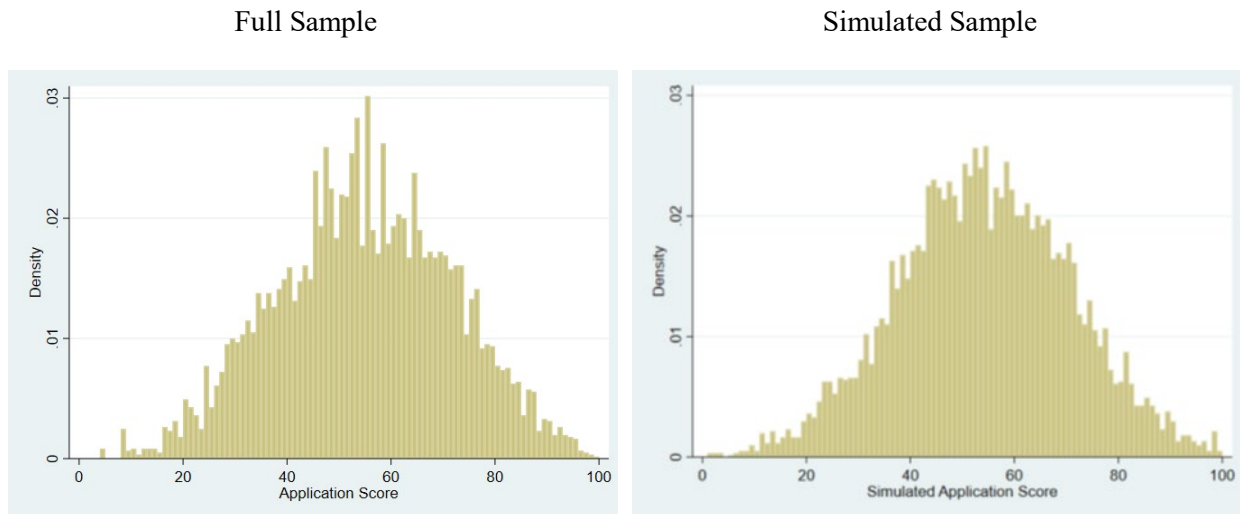 Full Sample
Simulated Sample
Density
0
.01
.02
.03
0 20 40 60 80 100
Application Score
Density
0
.01
.02
.03
0 20 40 60 80 100
Simulated Application Score